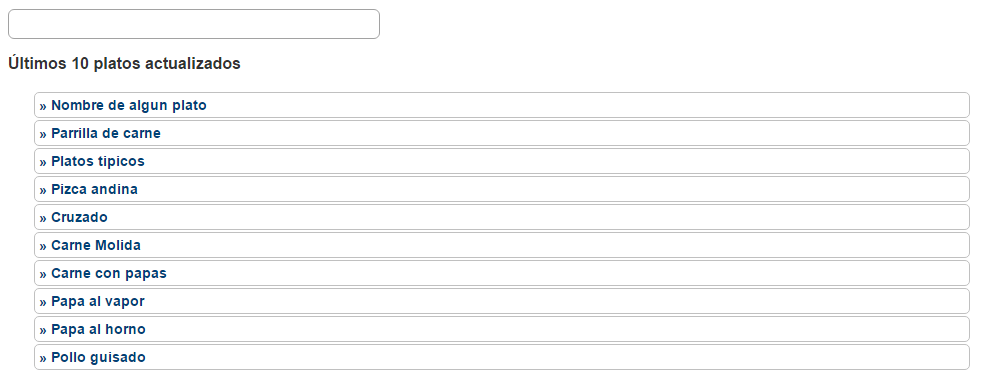 Últimos 10 platos actualizados
» Nombre de algun plato
» Parrilla de carne
» Platos tipicos
» Pizca andina
» Cruzado
» Carne Molida
» Carne con papas
» Papa al vapor
» Papa al horno
» Pollo guisado